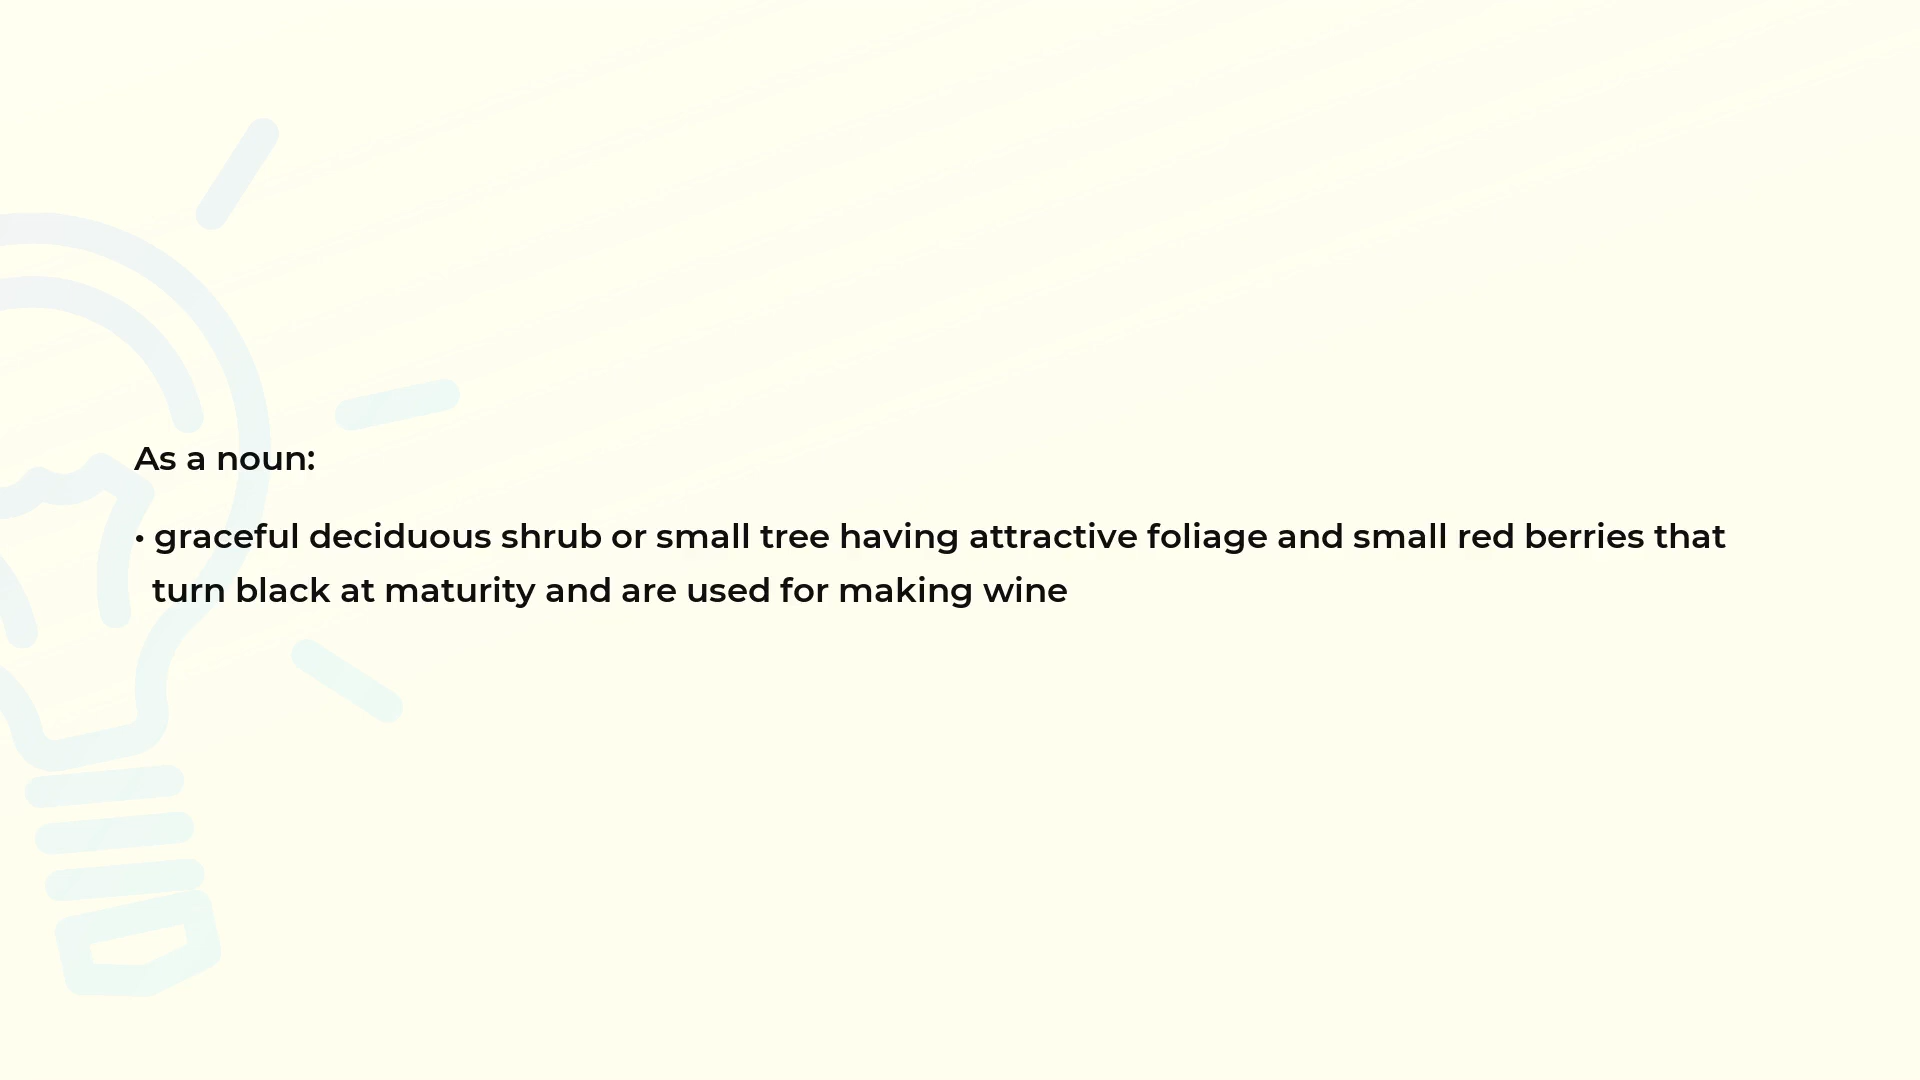 As a noun:
• graceful deciduous shrub or small tree having attractive foliage and small red berries that
turn black at maturity and are used for making wine